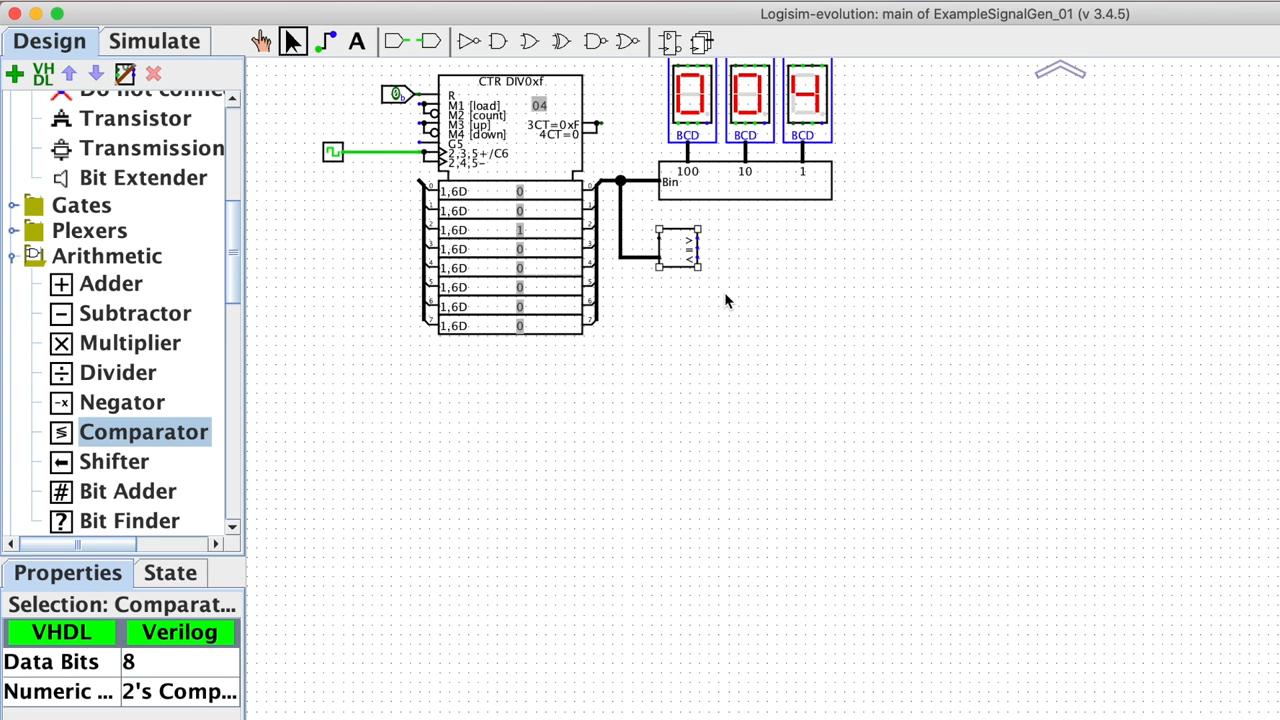 Logisim-evolution: main of ExampleSignalGen_01 (v 3.4.5)
Design
Simulate
A
VH
DL
Do not conne...
Transistor
Transmission
Bit Extender
Gates
Plexers
Arithmetic
Adder
Subtractor
Multiplier
Divider
Negator
Comparator
Shifter
Bit Adder
Bit Finder
Properties
State
Selection: Comparat...
VHDL
Verilog
Data Bits
8
Numeric ...
2's Comp...
CTR DIV0xf
R
M1 [load]
04
M2 [count]
M3 [up]
3CT=0xF
M4 [down]
4CT=0
G5
2,3,5+/C6
2,4,5−
1,6D 0
1,6D 0
1,6D 1
1,6D 0
1,6D 0
1,6D 0
1,6D 0
1,6D 0
0 0 4
BCD BCD BCD
100 10 1
Bin
>
=
<